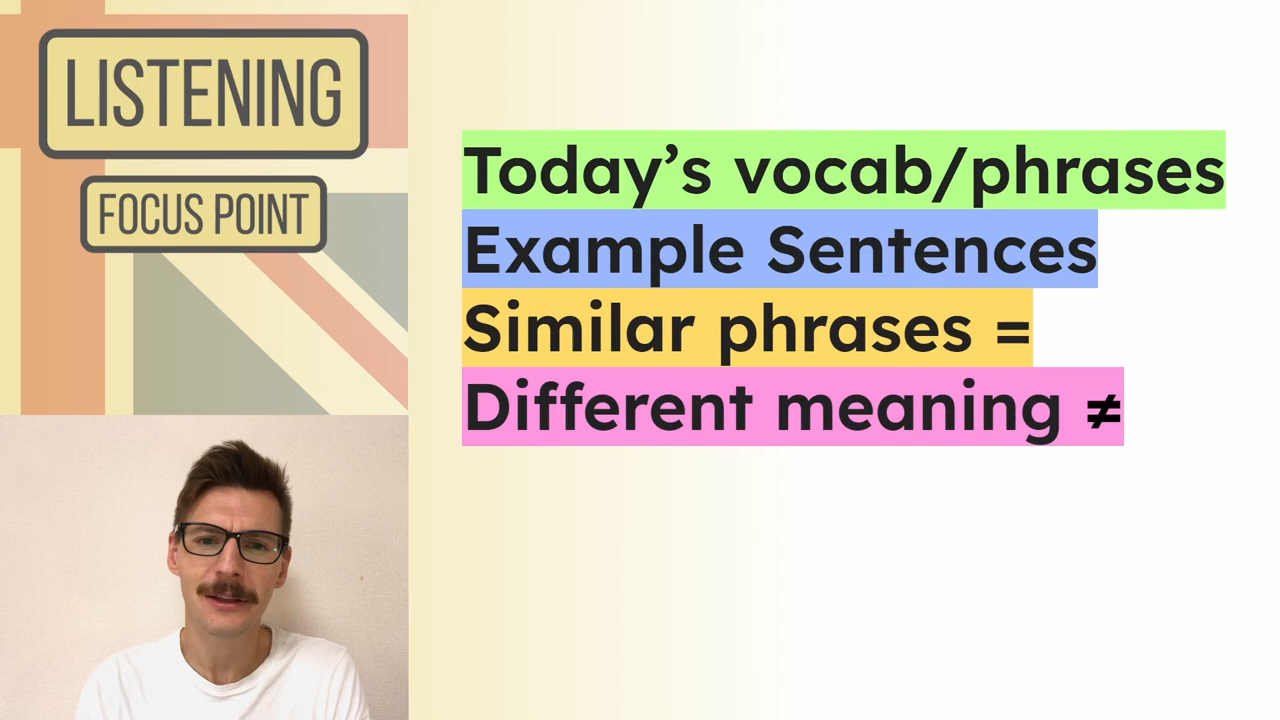 LISTENING
FOCUS POINT
Today’s vocab/phrases
Example Sentences
Similar phrases =
Different meaning ≠